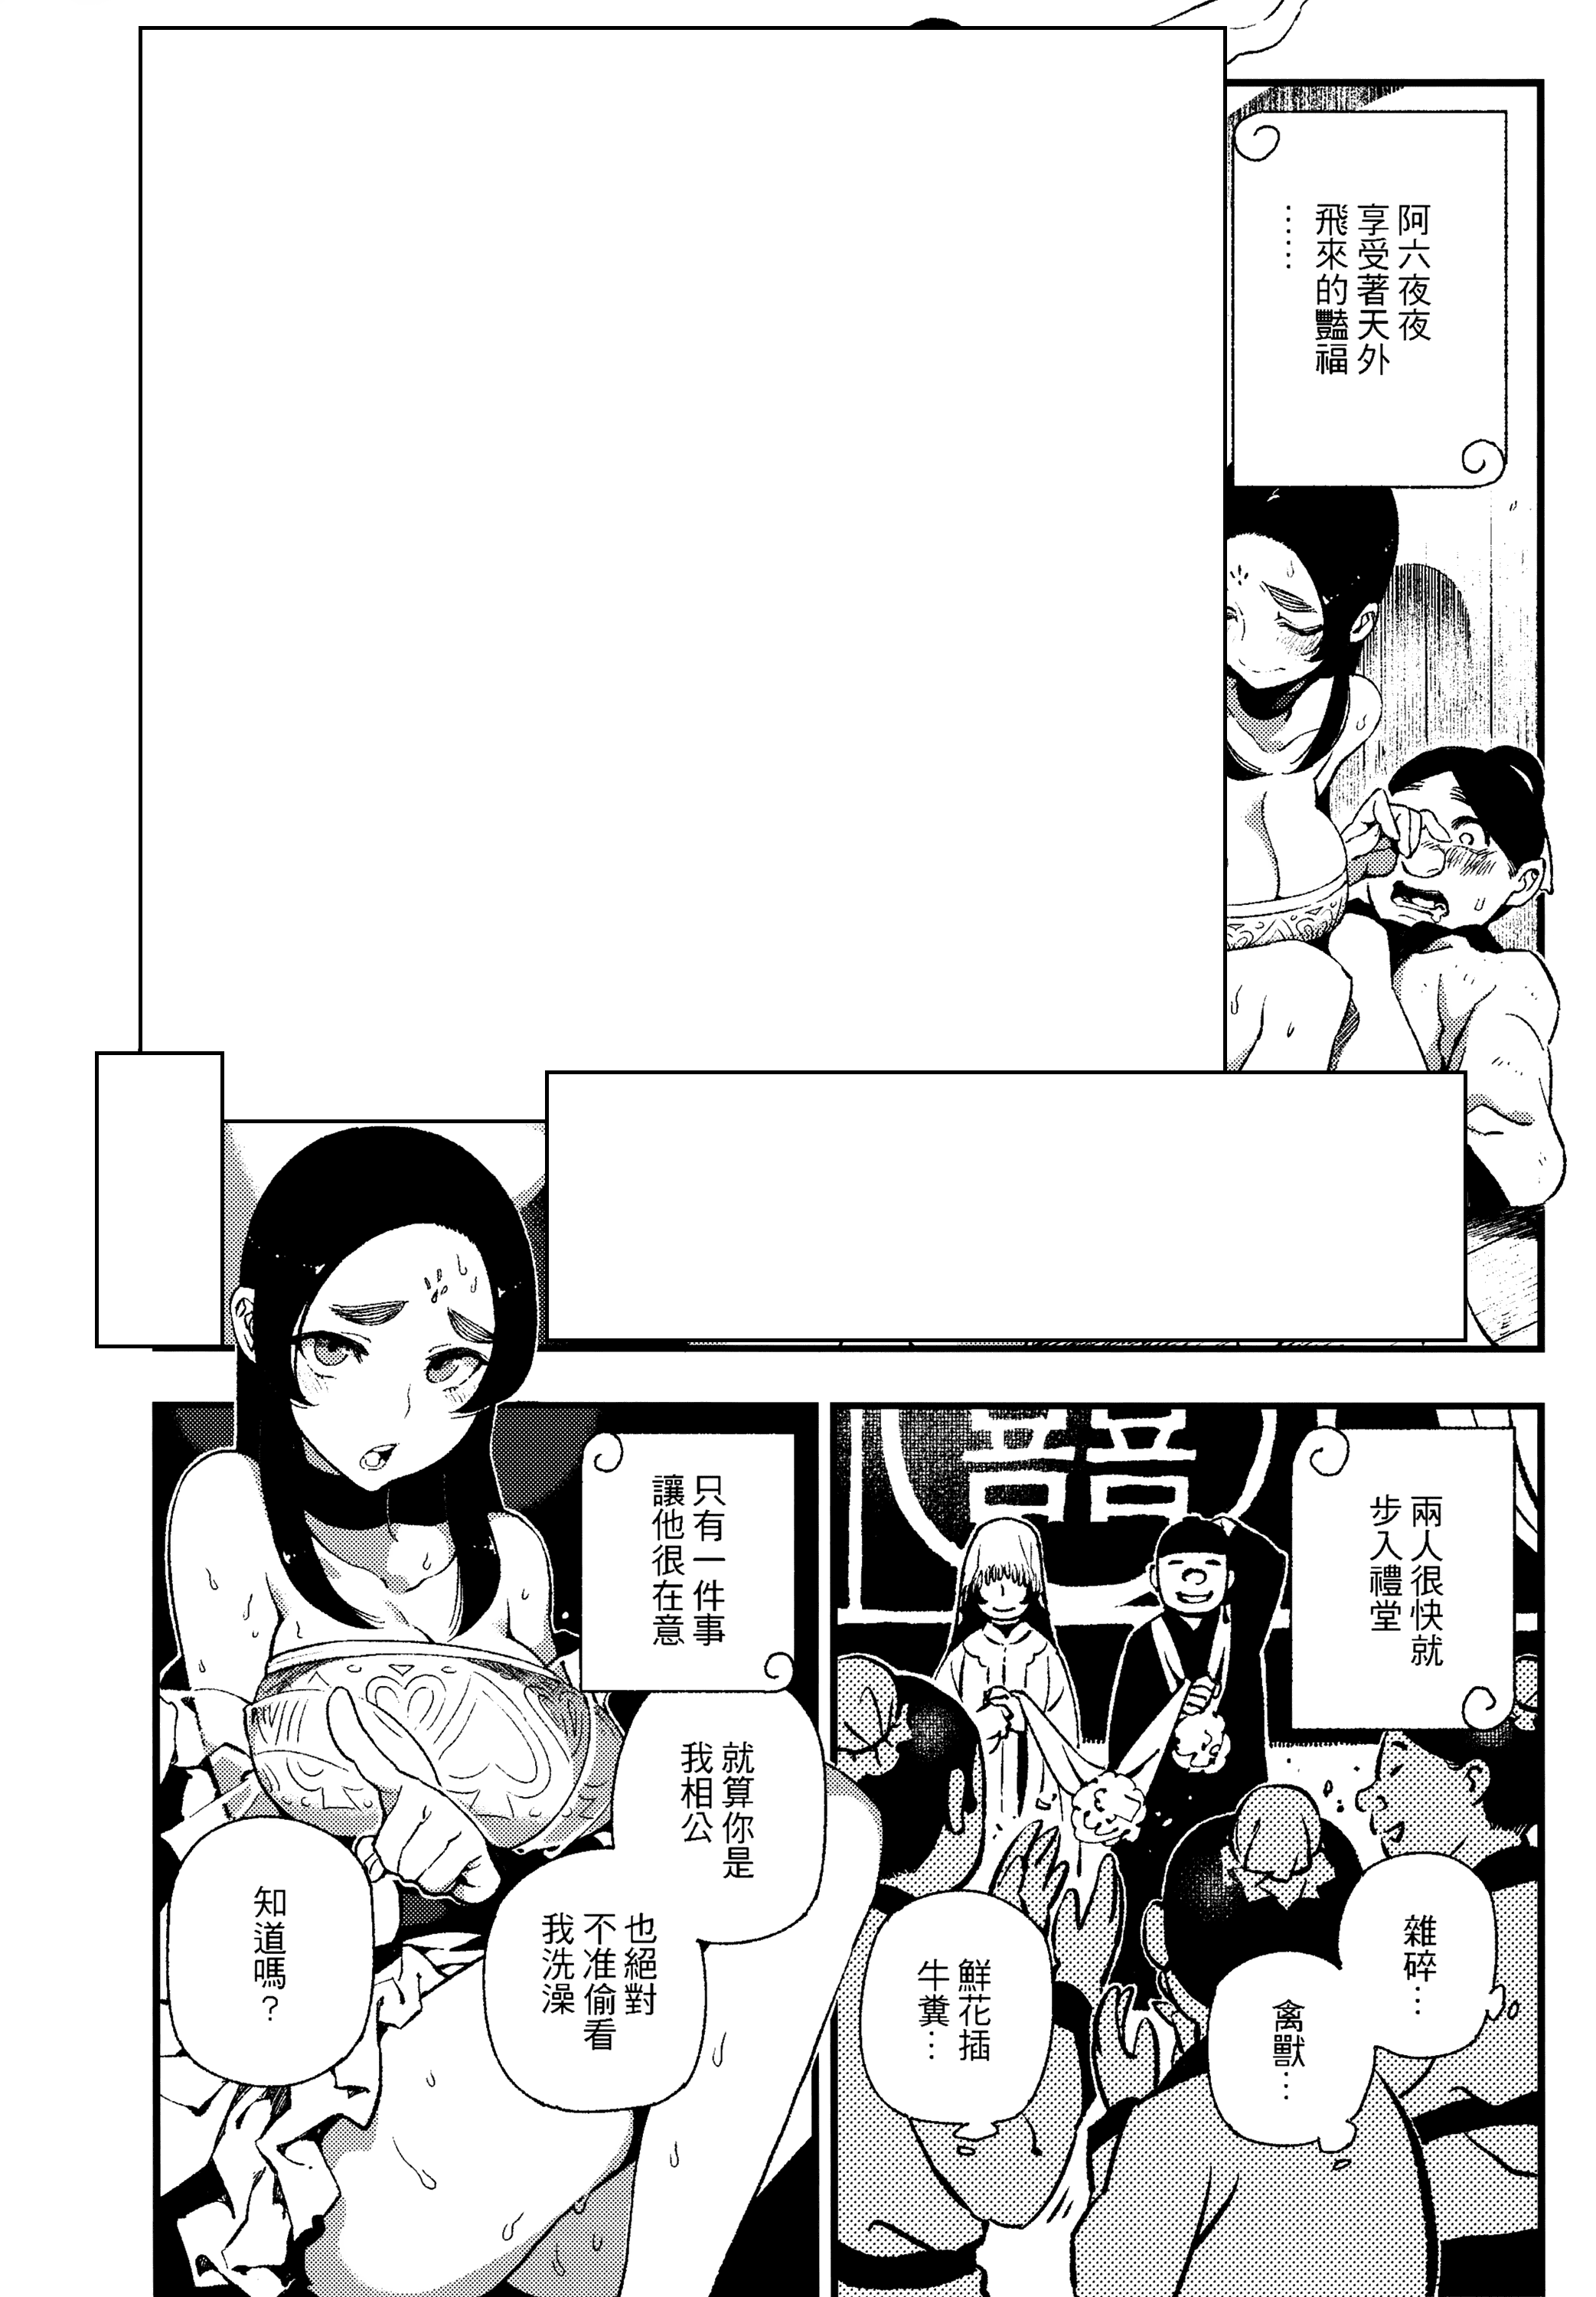 阿六夜夜
享受著天外
飛來的豔福
……
兩人很快就
步入禮堂
囍
雜碎…
禽獸…
鮮花插
牛糞…
只有一件事
讓他很在意
就算你是
我相公
也絕對
不准偷看
我洗澡
知道嗎？